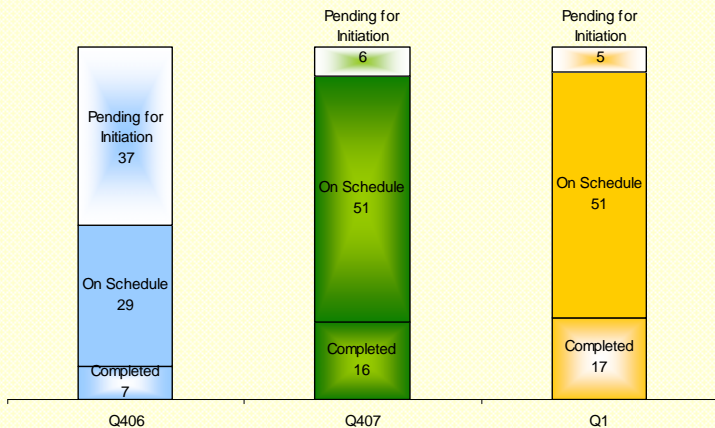 Pending for
Initiation
37
On Schedule
29
Completed
7
Pending for
Initiation
6
On Schedule
51
Completed
16
Pending for
Initiation
5
On Schedule
51
Completed
17
Q406
Q407
Q1